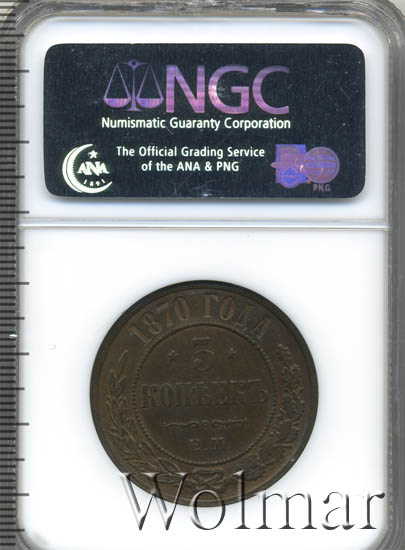 NGC
Numismatic Guaranty Corporation
The Official Grading Service
of the ANA & PNG
ANA
1891
PNG
1870 ГОДА
5
КОПѢЕКЪ
Е.М.
Wolmar